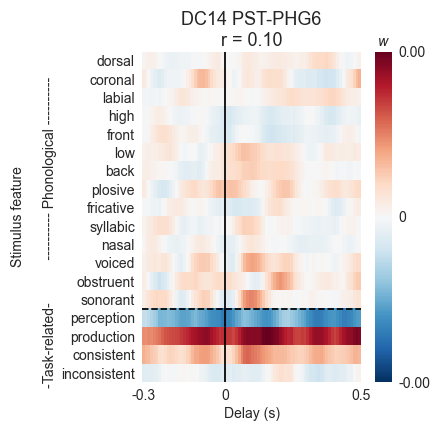 DC14 PST-PHG6
r = 0.10
w
dorsal
coronal
labial
high
front
low
back
plosive
fricative
syllabic
nasal
voiced
obstruent
sonorant
perception
production
consistent
inconsistent
Stimulus feature
----------- Phonological ----------
-Task-related-
0.00
0
-0.00
-0.3
0
0.5
Delay (s)